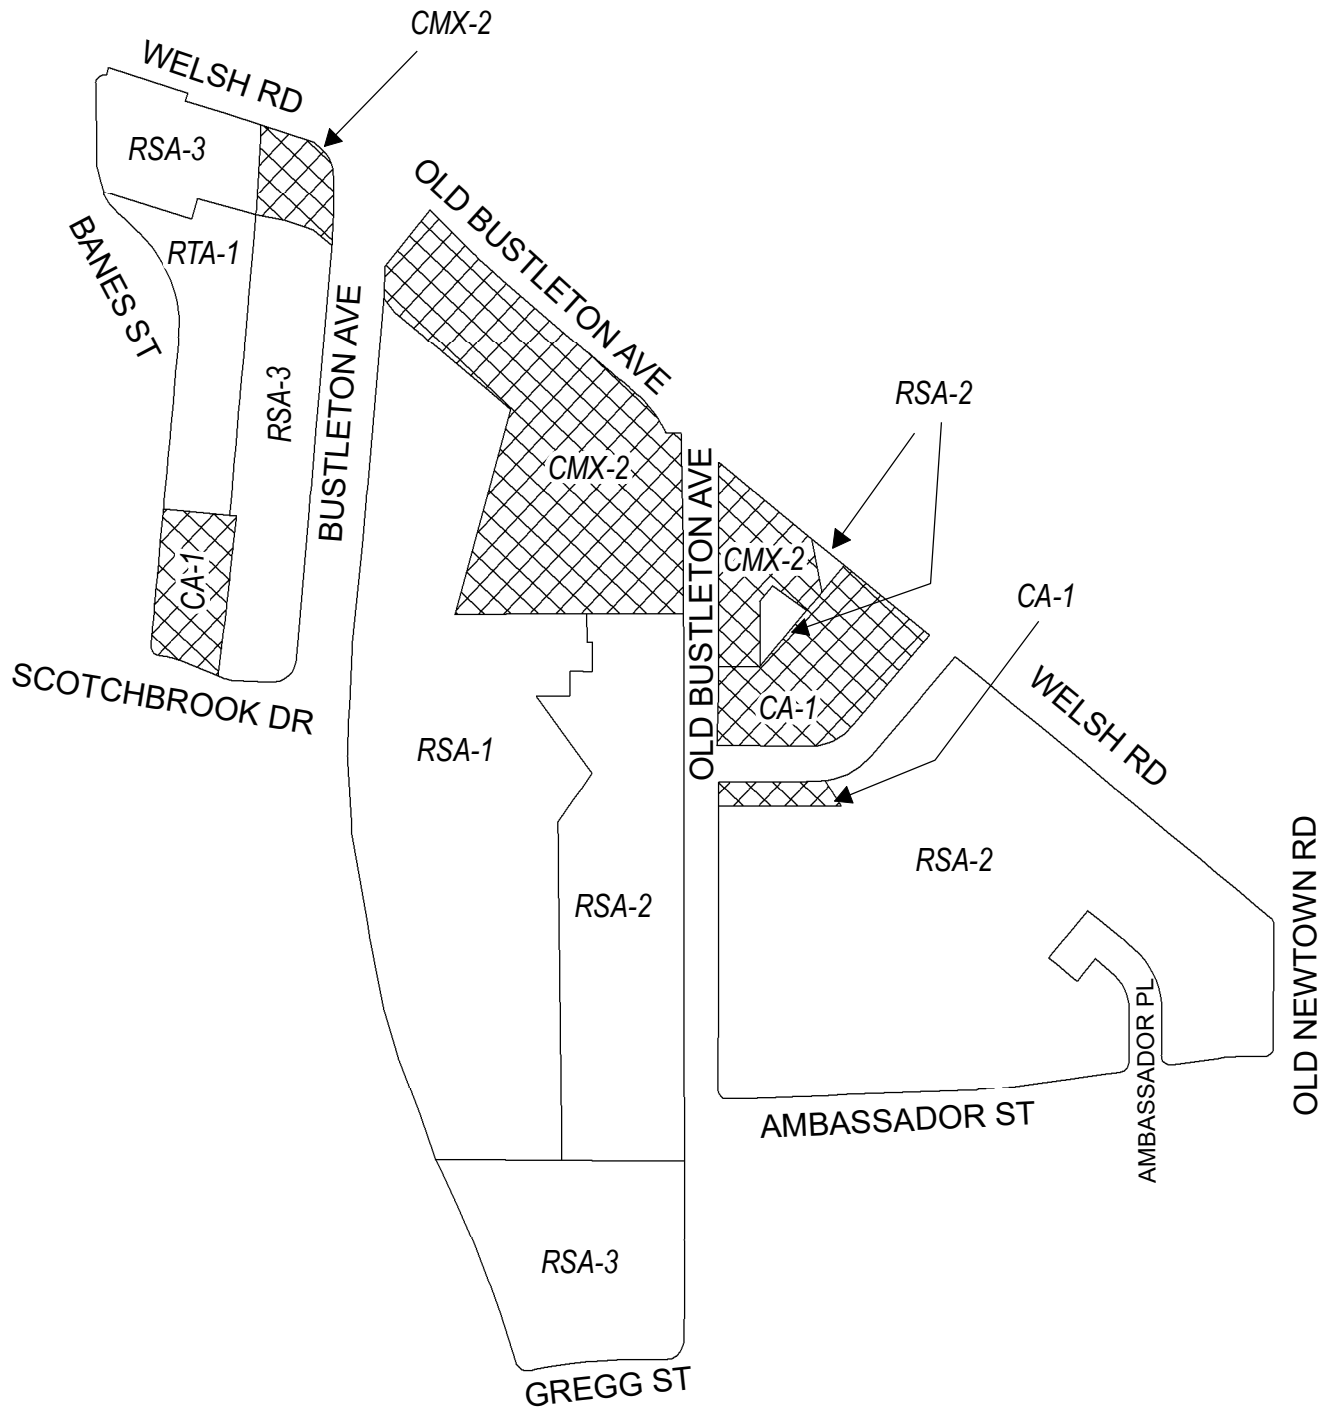 CMX-2
WELSH RD
RSA-3
OLD BUSTLETON AVE
BANES ST
RTA-1
BUSTLETON AVE
RSA-3
RSA-2
CMX-2
OLD BUSTLETON AVE
CMX-2
CA-1
CA-1
SCOTCHBROOK DR
CA-1
WELSH RD
RSA-1
RSA-2
RSA-2
OLD NEWTOWN RD
AMBASSADOR PL
AMBASSADOR ST
RSA-3
GREGG ST